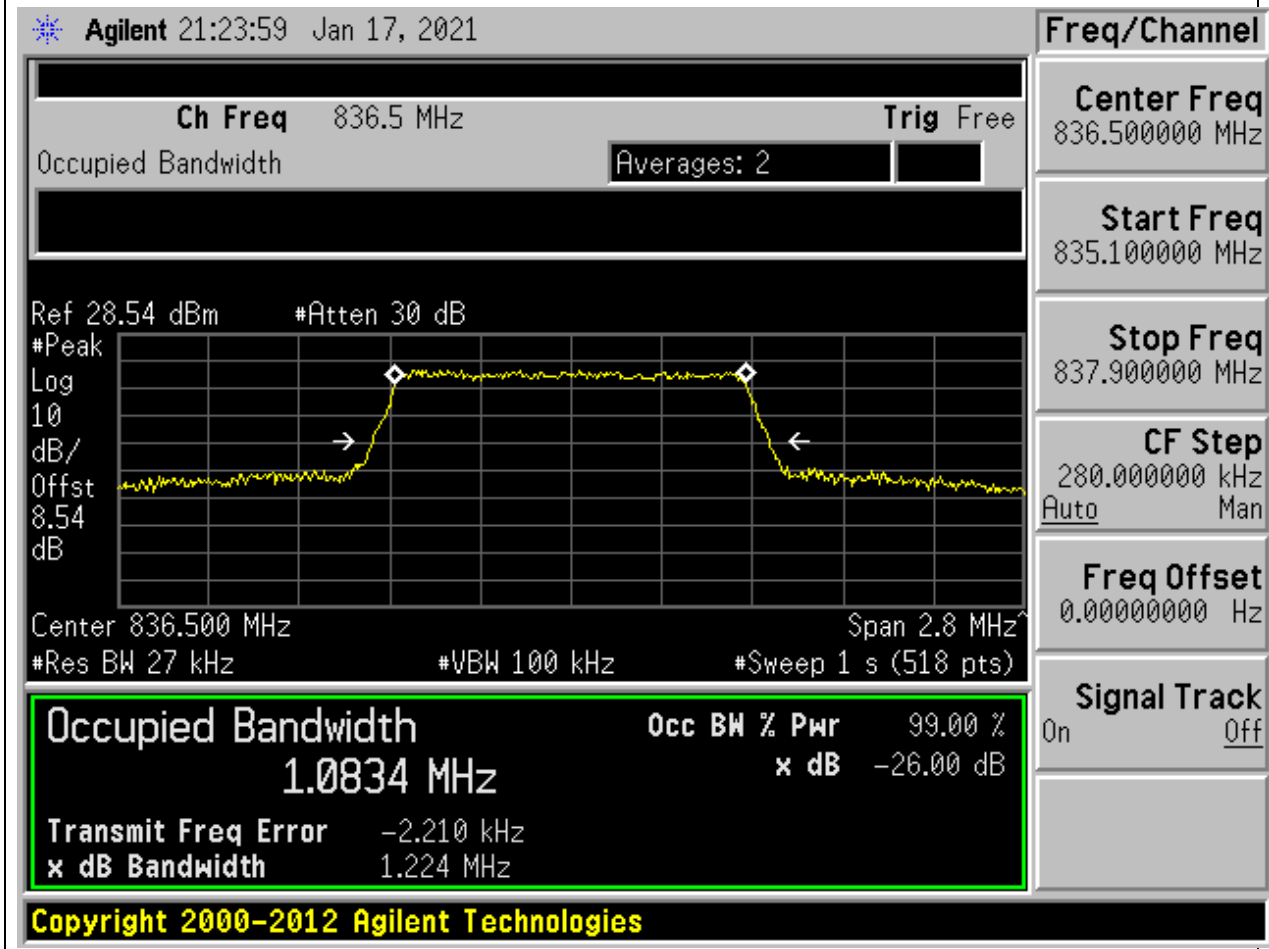 Agilent 21:23:59 Jan 17, 2021
Freq/Channel
Ch Freq 836.5 MHz Trig Free
Occupied Bandwidth Averages: 2
Ref 28.54 dBm #Atten 30 dB
#Peak
Log
10
dB/
Offst
8.54
dB
Center 836.500 MHz Span 2.8 MHz^
#Res BW 27 kHz #VBW 100 kHz #Sweep 1 s (518 pts)
Occupied Bandwidth Occ BW % Pwr 99.00 %
1.0834 MHz x dB -26.00 dB
Transmit Freq Error -2.210 kHz
x dB Bandwidth 1.224 MHz
Copyright 2000-2012 Agilent Technologies
Center Freq
836.500000 MHz
Start Freq
835.100000 MHz
Stop Freq
837.900000 MHz
CF Step
280.000000 kHz
Auto Man
Freq Offset
0.00000000 Hz
Signal Track
On Off